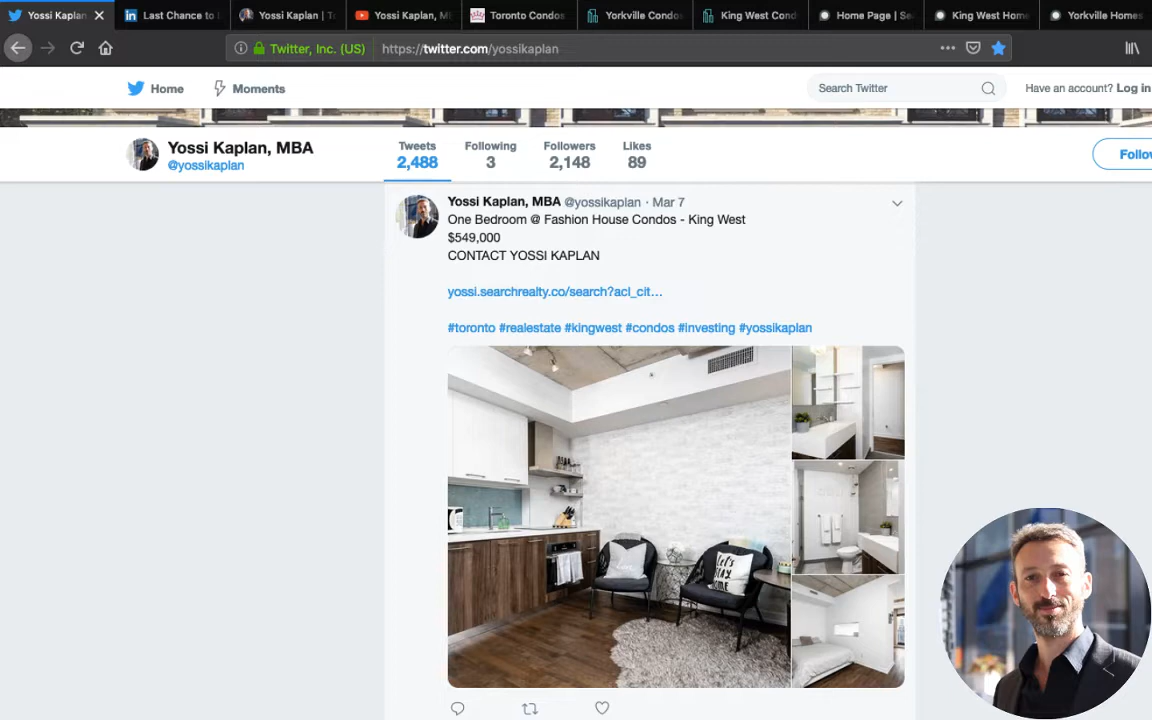 Yossi Kaplan
Last Chance to
Yossi Kaplan | T
Yossi Kaplan, M
Toronto Condos
Yorkville Condo
King West Cond
Home Page | Se
King West Home
Yorkville Homes
Twitter, Inc. (US)
https://twitter.com/yossikaplan
Home
Moments
Search Twitter
Have an account? Log in
Yossi Kaplan, MBA
@yossikaplan
Tweets
2,488
Following
3
Followers
2,148
Likes
89
Follo
Yossi Kaplan, MBA @yossikaplan · Mar 7
One Bedroom @ Fashion House Condos - King West
$549,000
CONTACT YOSSI KAPLAN
yossi.searchrealty.co/search?acl_cit…
#toronto #realestate #kingwest #condos #investing #yossikaplan
Let's
STAY
HOME